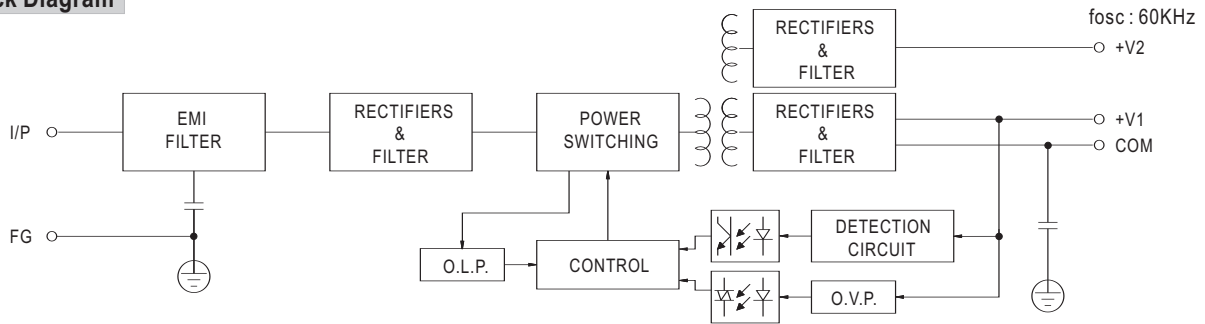 Diagram
fosc : 60KHz
RECTIFIERS
&
FILTER
+V2
I/P
EMI
FILTER
RECTIFIERS
&
FILTER
POWER
SWITCHING
RECTIFIERS
&
FILTER
+V1
COM
FG
O.L.P.
CONTROL
DETECTION
CIRCUIT
O.V.P.